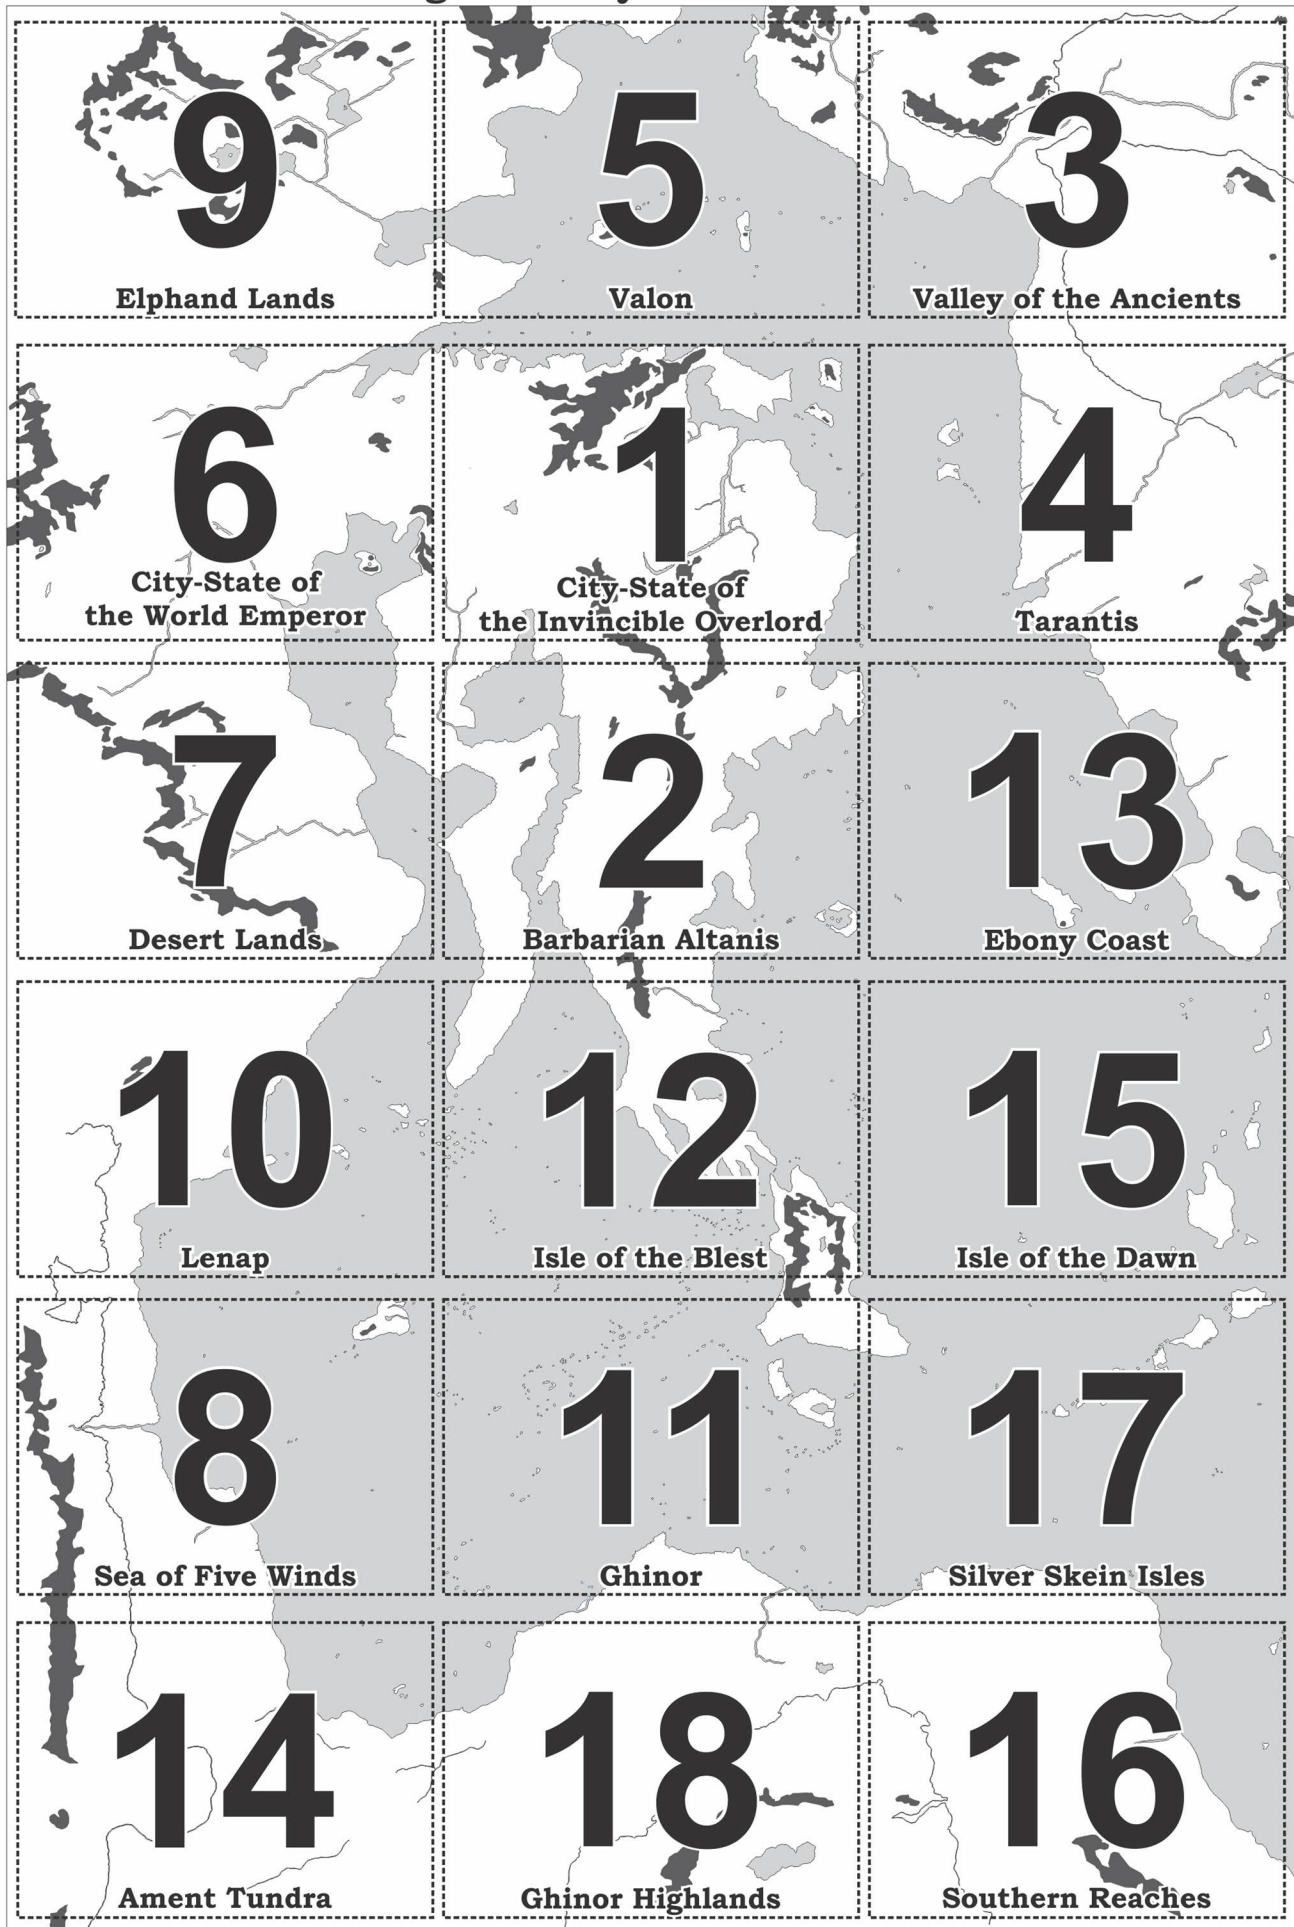 9
Elphand Lands
5
Valon
3
Valley of the Ancients
6
City-State of
the World Emperor
1
City-State of
the Invincible Overlord
4
Tarantis
7
Desert Lands
2
Barbarian Altanis
13
Ebony Coast
10
Lenap
12
Isle of the Blest
15
Isle of the Dawn
8
Sea of Five Winds
11
Ghinor
17
Silver Skein Isles
14
Ament Tundra
18
Ghinor Highlands
16
Southern Reaches